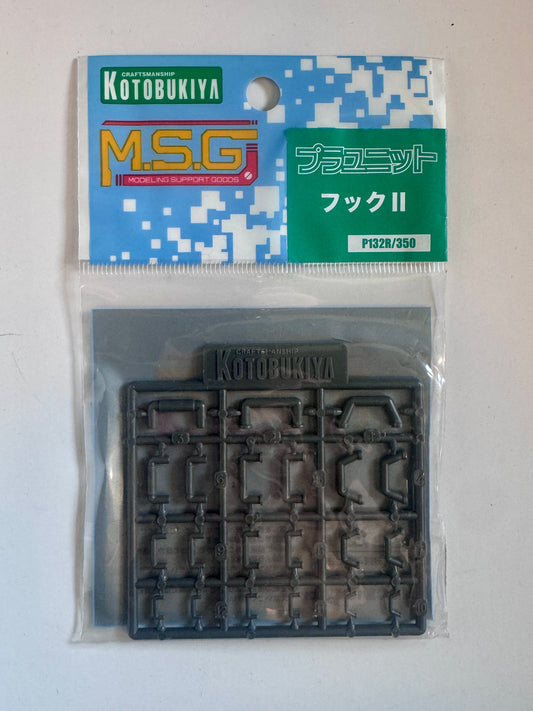 CRAFTSMANSHIP
KOTOBUKIYA
M.S.G
MODELING SUPPORT GOODS
プラユニット
フックII
P132R/350
CRAFTSMANSHIP
KOTOBUKIYA